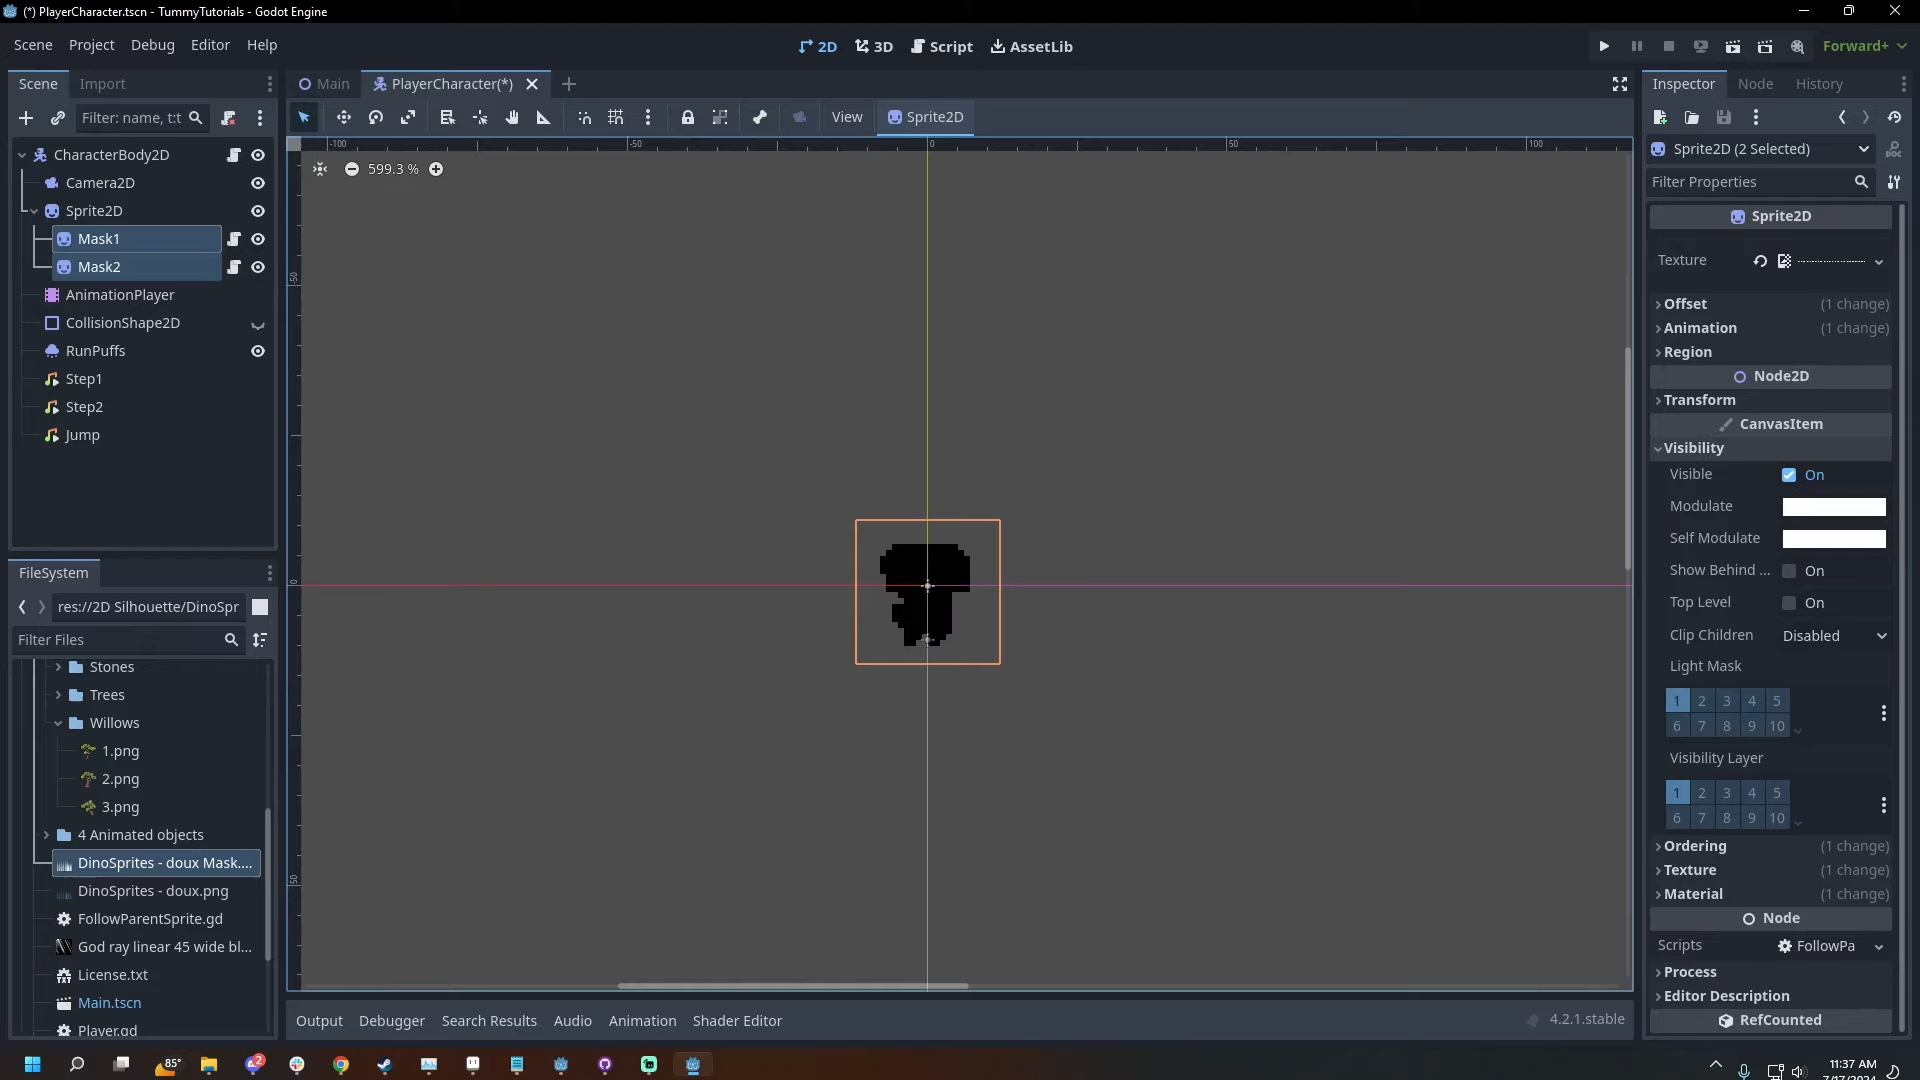 (*) PlayerCharacter.tscn - TummyTutorials - Godot Engine
Scene Project Debug Editor Help
2D 3D Script AssetLib
Forward+
Scene Import
Main PlayerCharacter(*)
Inspector Node History
Filter: name, t:t
View Sprite2D
-100 -50 0 50 100
599.3 %
CharacterBody2D
Camera2D
Sprite2D
Mask1
Mask2
AnimationPlayer
CollisionShape2D
RunPuffs
Step1
Step2
Jump
-50
0
50
Sprite2D (2 Selected)
DOC
Filter Properties
Sprite2D
Texture
Offset (1 change)
Animation (1 change)
Region
Node2D
Transform
CanvasItem
Visibility
Visible On
Modulate
Self Modulate
Show Behind ... On
Top Level On
Clip Children Disabled
Light Mask
1 2 3 4 5
6 7 8 9 10
Visibility Layer
1 2 3 4 5
6 7 8 9 10
Ordering (1 change)
Texture (1 change)
Material (1 change)
Node
Scripts FollowPa
Process
Editor Description
RefCounted
FileSystem
res://2D Silhouette/DinoSpr
Filter Files
Stones
Trees
Willows
1.png
2.png
3.png
4 Animated objects
DinoSprites - doux Mask....
DinoSprites - doux.png
FollowParentSprite.gd
God ray linear 45 wide bl...
License.txt
Main.tscn
Player.gd
Output Debugger Search Results Audio Animation Shader Editor
4.2.1.stable
85°
2
11:37 AM
7/17/2024